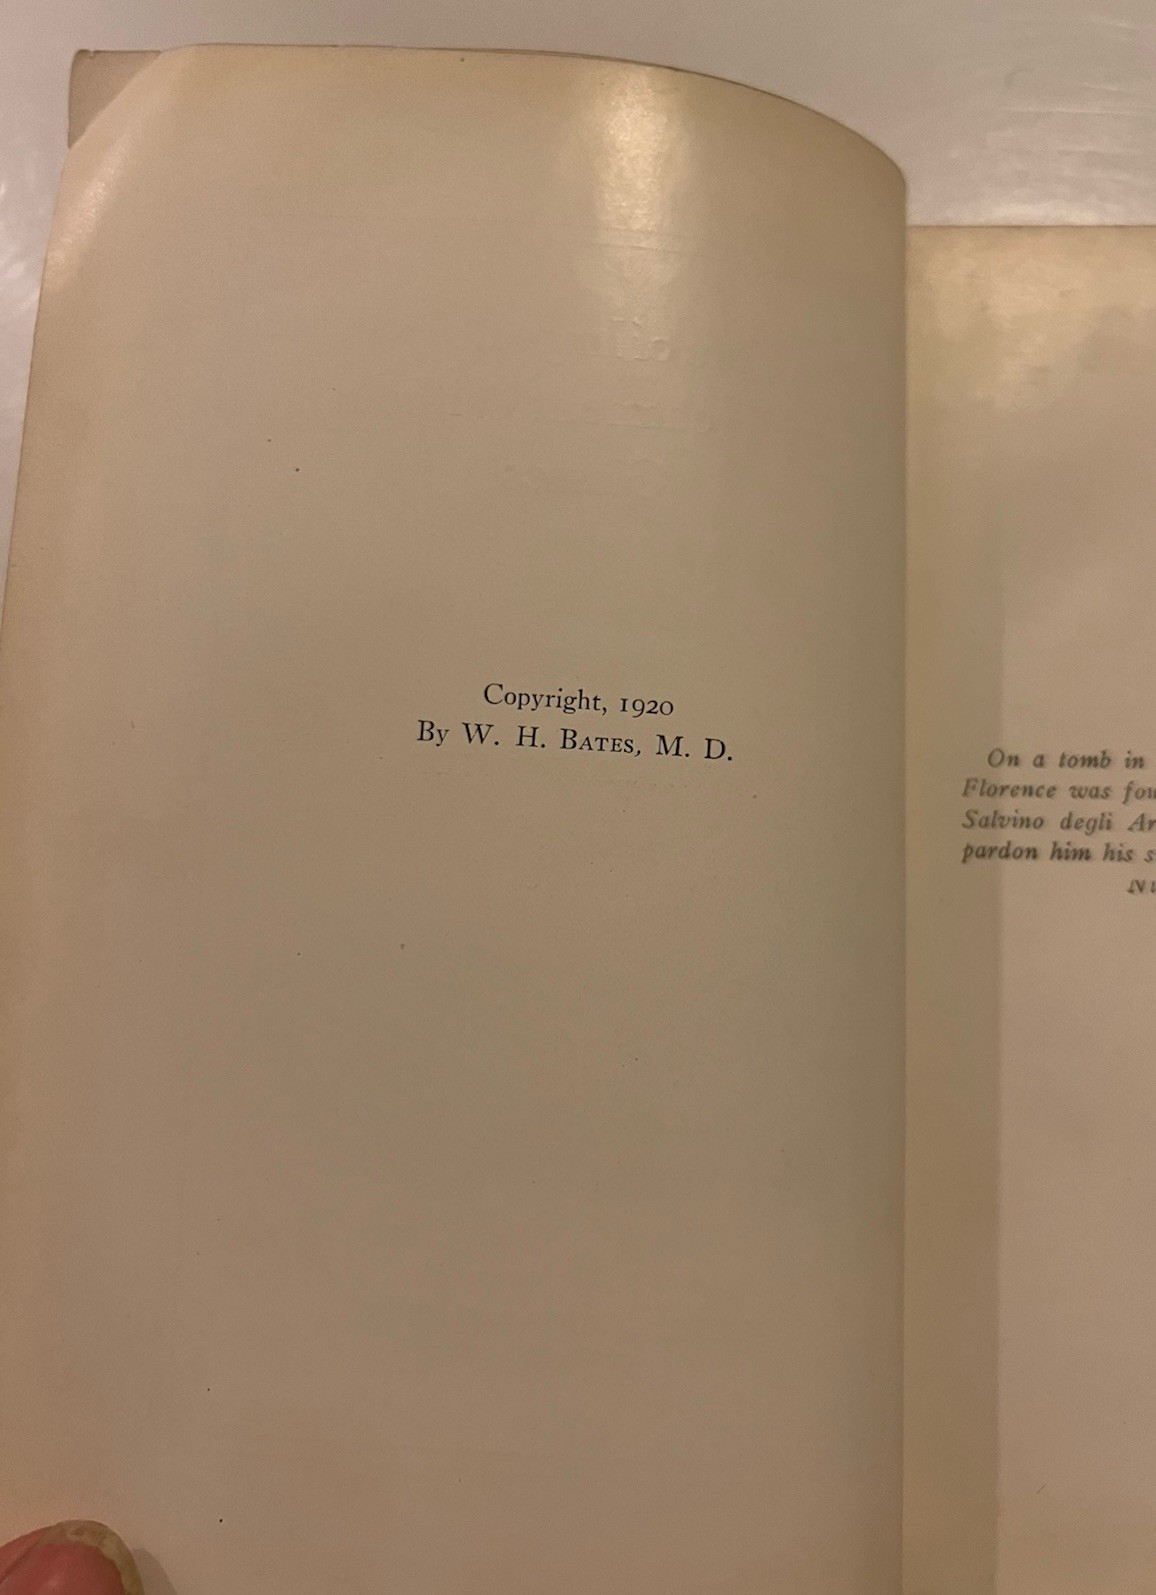 Copyright, 1920
By W. H. BATES, M. D.
On a tomb in
Florence was
Salvino degli
pardon him his